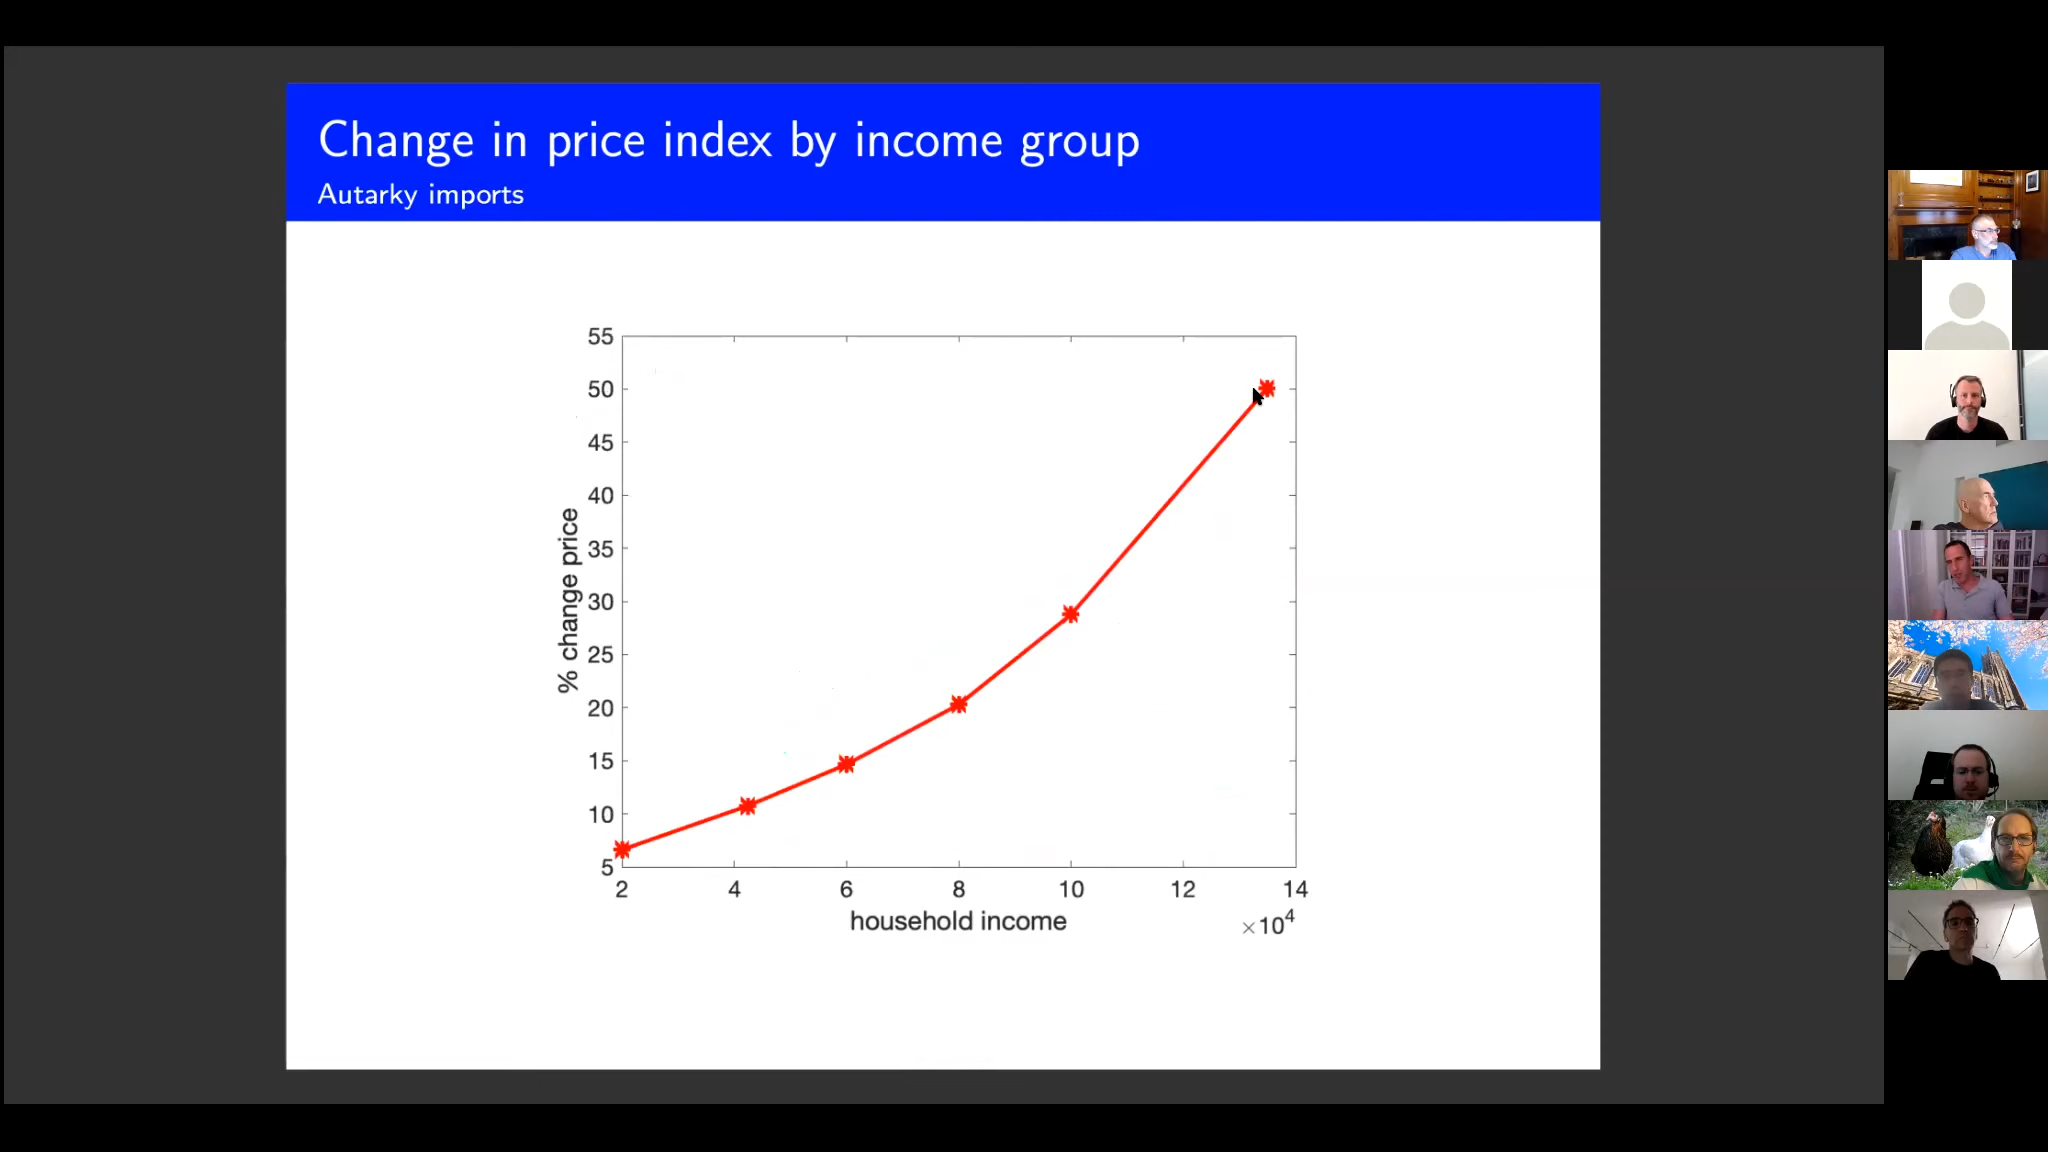 Change in price index by income group
Autarky imports
55
50
45
40
35
30
25
20
15
10
5
% change price
2 4 6 8 10 12 14
household income
×10⁴